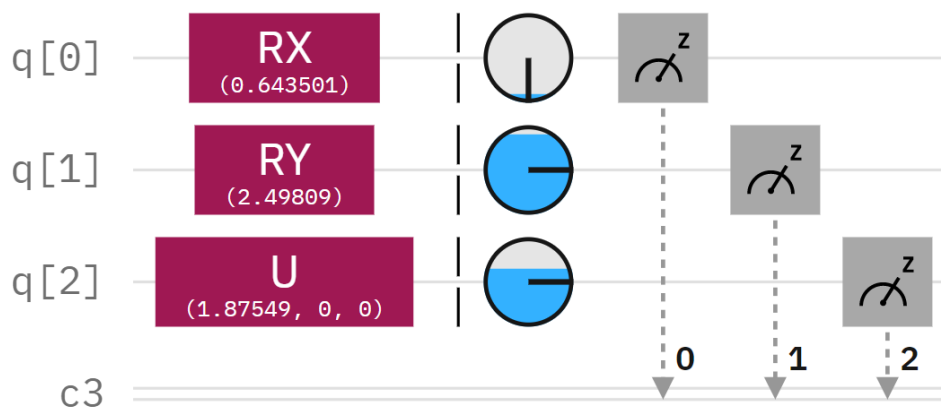 q[0]
RX
(0.643501)
z
q[1]
RY
(2.49809)
z
q[2]
U
(1.87549, 0, 0)
z
0
1
2
c3